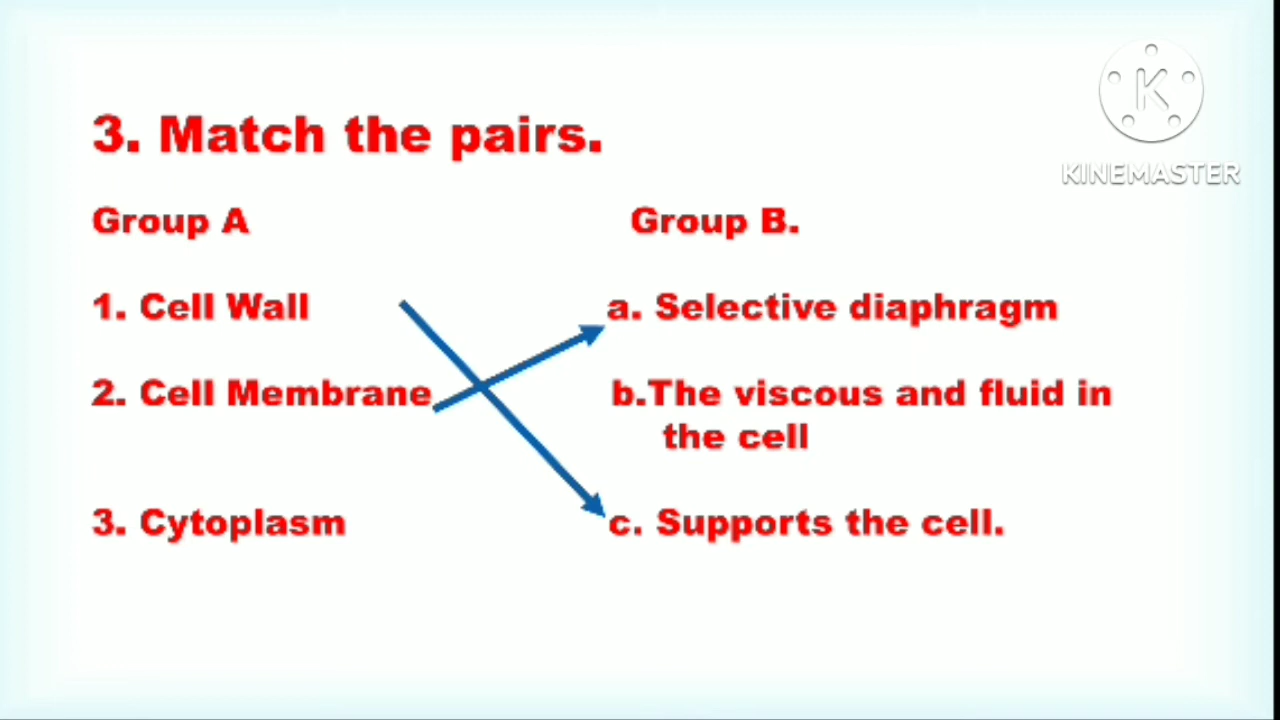 3. Match the pairs.
K
KINEMASTER
Group A Group B.
1. Cell Wall a. Selective diaphragm
2. Cell Membrane b.The viscous and fluid in
the cell
3. Cytoplasm c. Supports the cell.